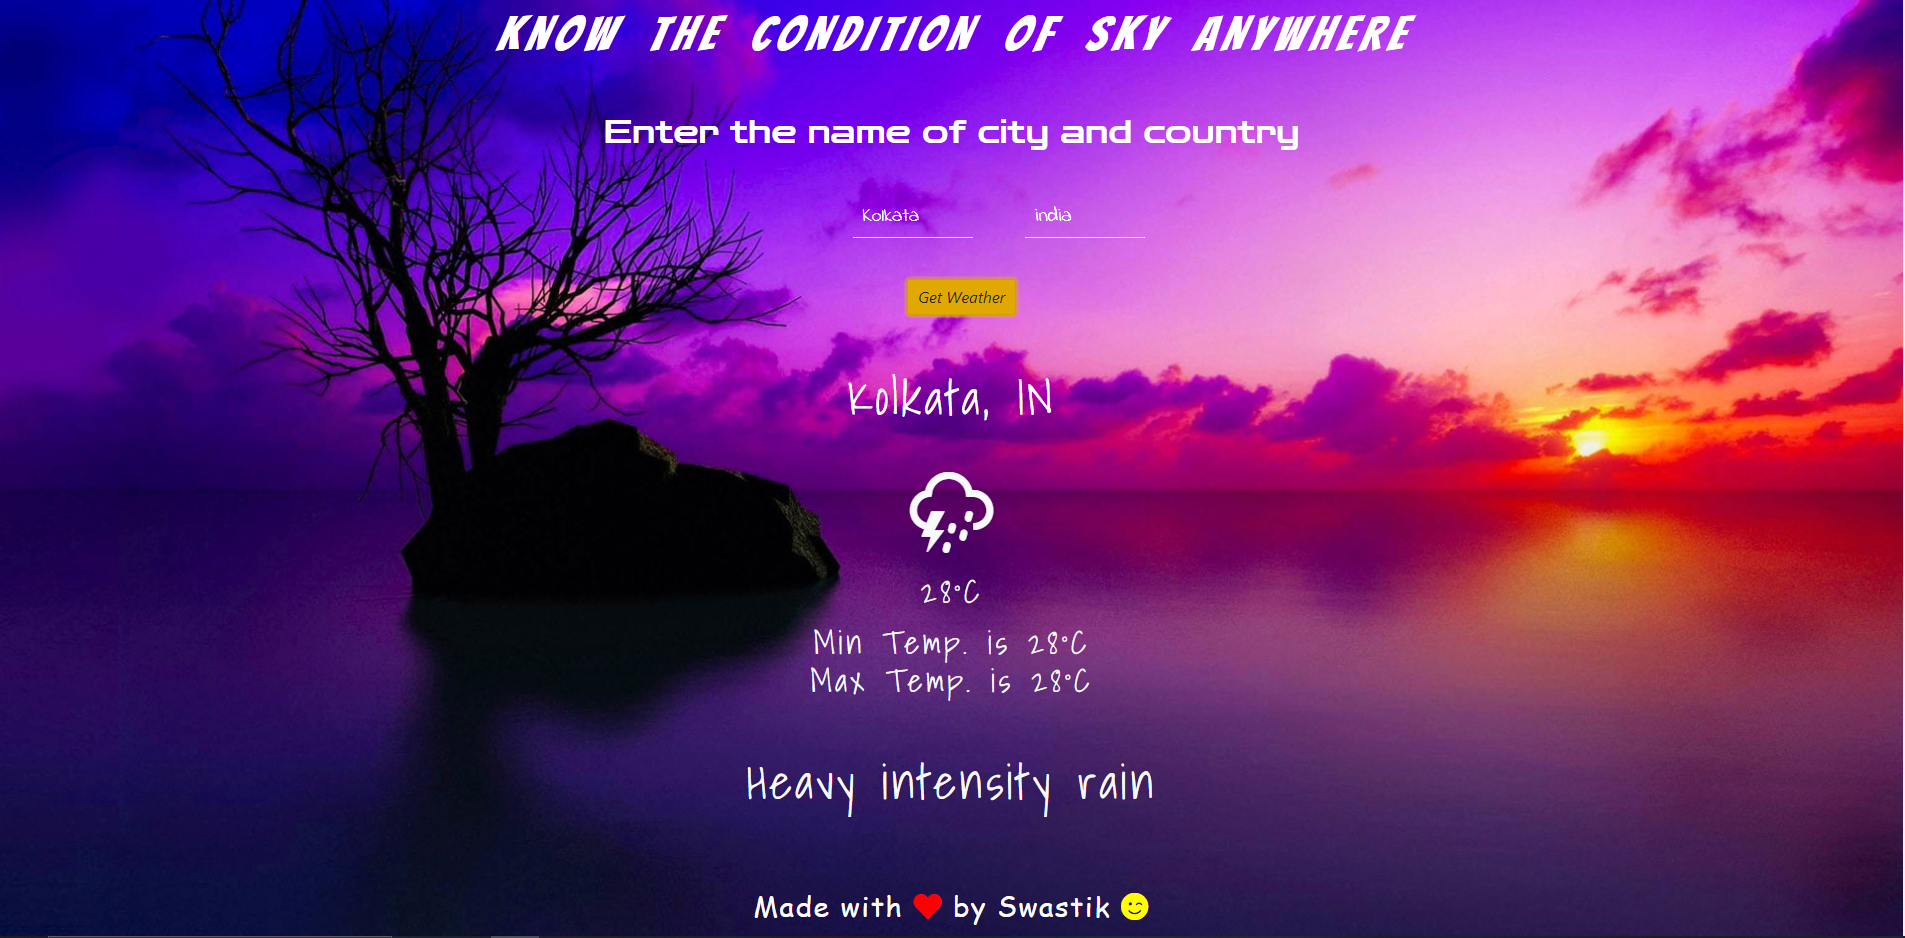 KNOW THE CONDITION OF SKY ANYWHERE
Enter the name of city and country
Kolkata india
Get Weather
Kolkata, IN
28°C
Min Temp. is 28°C
Max Temp. is 28°C
Heavy intensity rain
Made with ❤ by Swastik 😉